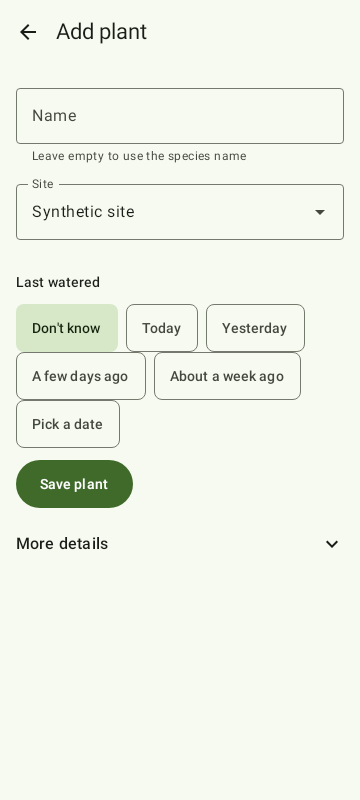 Add plant
Name
Leave empty to use the species name
Site
Synthetic site
Last watered
Don't know
Today
Yesterday
A few days ago
About a week ago
Pick a date
Save plant
More details